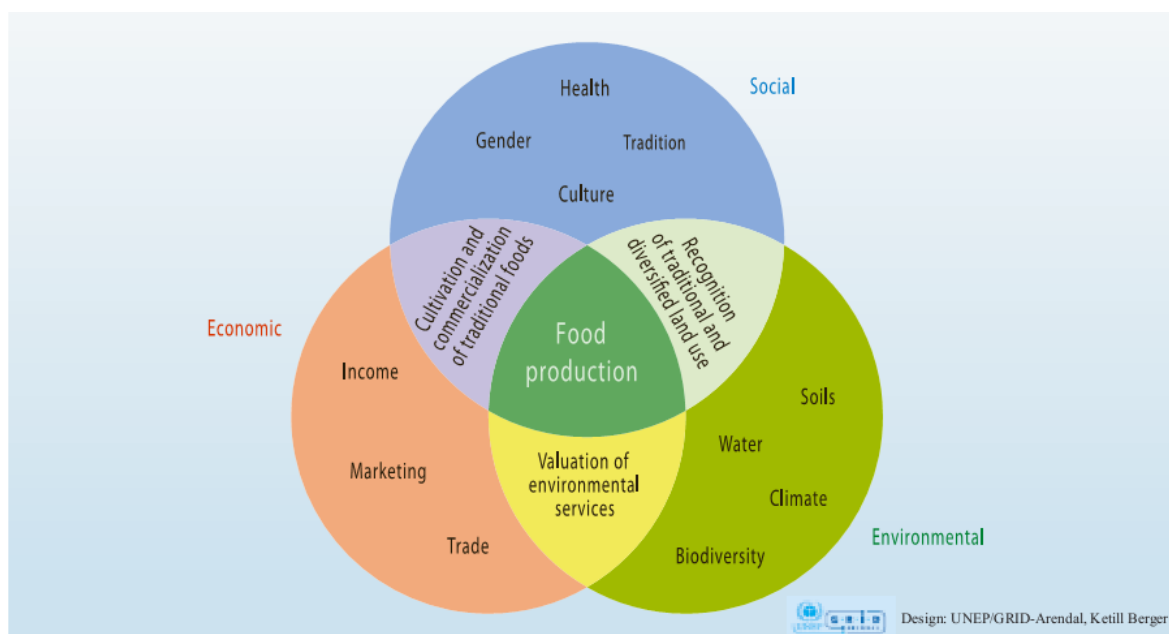 Health
Social
Gender
Tradition
Culture
Cultivation and
commercialization
of traditional foods
Recognition
of traditional and
diversified land use
Economic
Food
production
Income
Soils
Water
Marketing
Valuation of
environmental
services
Climate
Trade
Biodiversity
Environmental
UNEP
Design: UNEP/GRID-Arendal, Ketill Berger